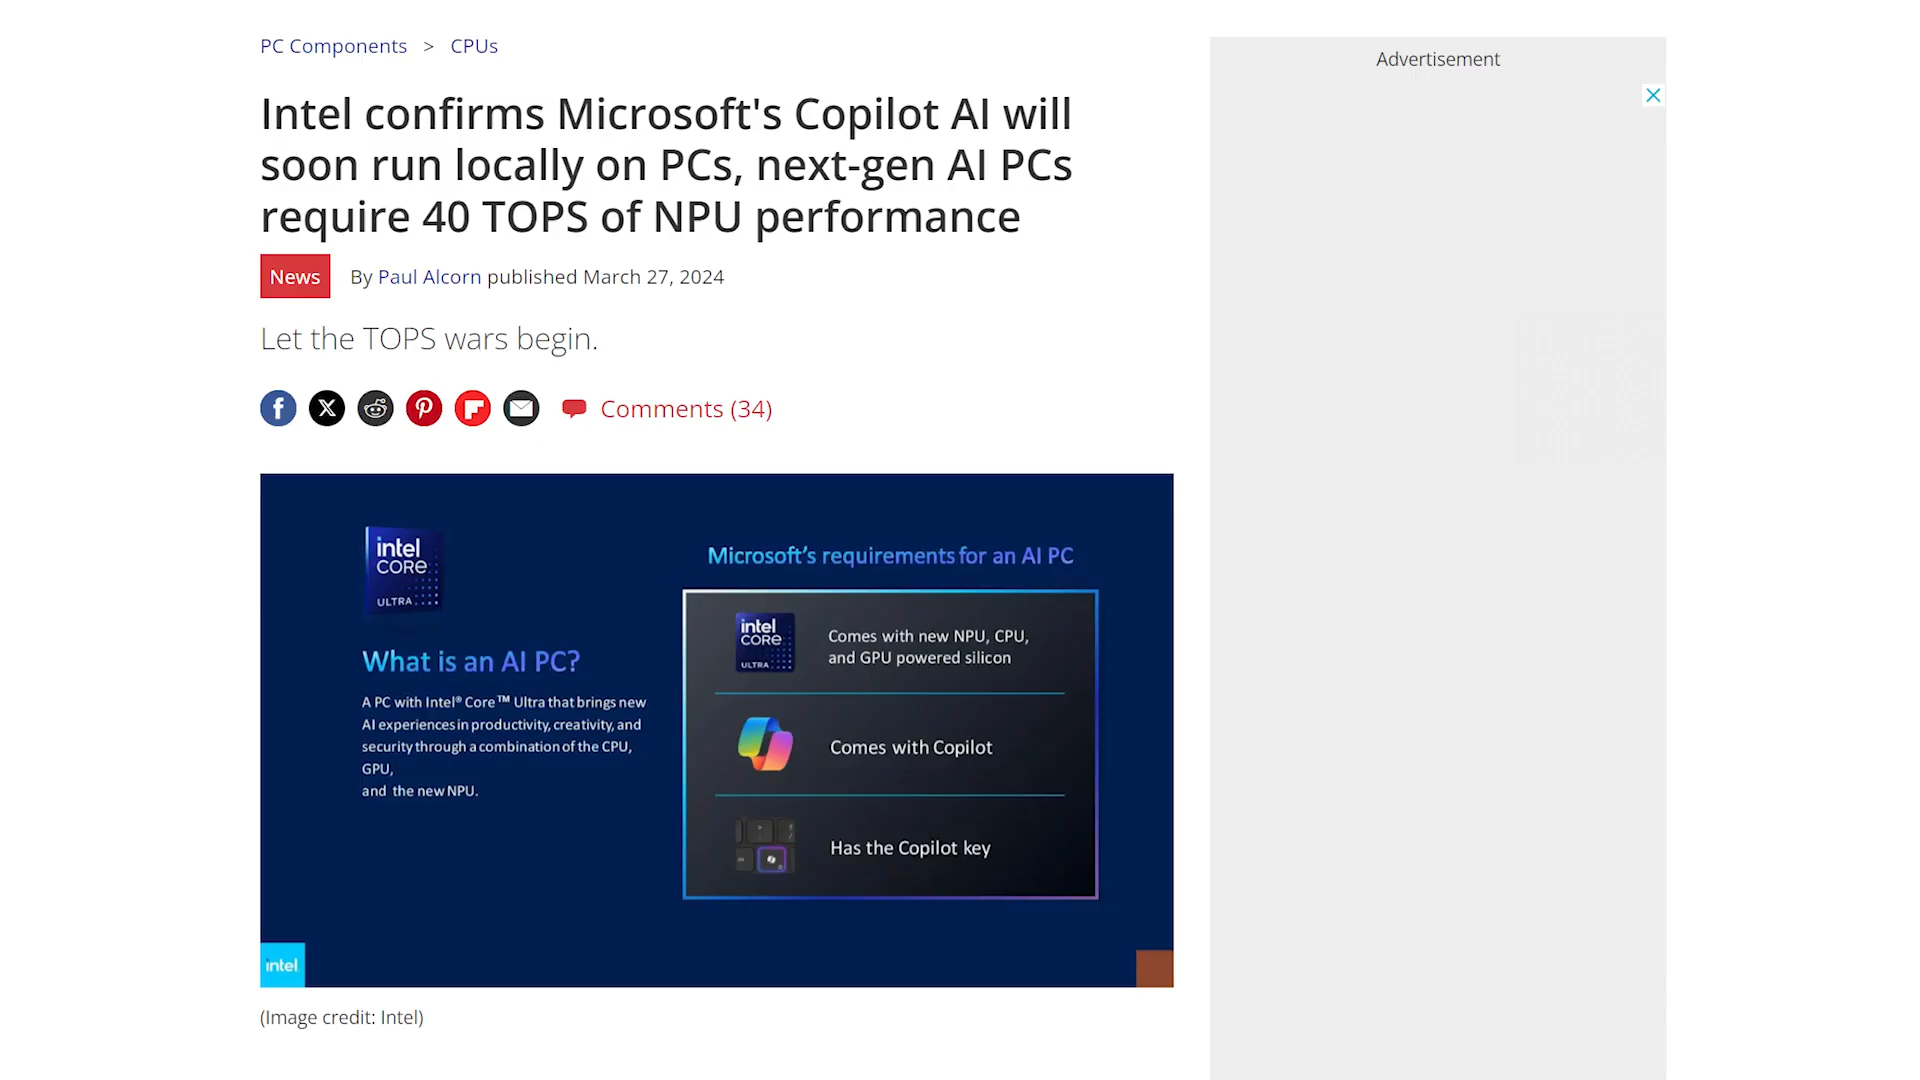 PC Components > CPUs
Advertisement
Intel confirms Microsoft's Copilot AI will
soon run locally on PCs, next-gen AI PCs
require 40 TOPS of NPU performance
News By Paul Alcorn published March 27, 2024
Let the TOPS wars begin.
Comments (34)
intel
CORE
ULTRA
What is an AI PC?
A PC with Intel® Core™ Ultra that brings new
AI experiences in productivity, creativity, and
security through a combination of the CPU,
GPU,
and the new NPU.
Microsoft's requirements for an AI PC
intel
CORE
ULTRA
Comes with new NPU, CPU,
and GPU powered silicon
Comes with Copilot
Has the Copilot key
intel
(Image credit: Intel)